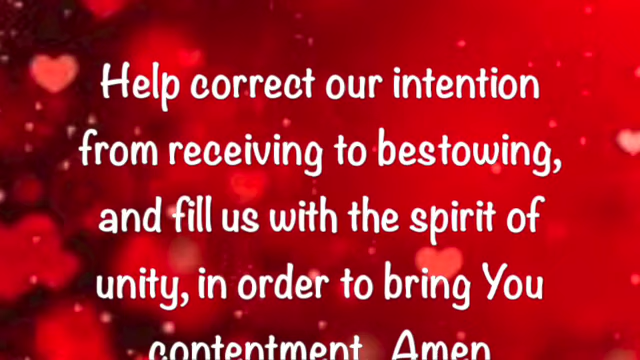 Help correct our intention
from receiving to bestowing,
and fill us with the spirit of
unity, in order to bring You
contentment. Amen